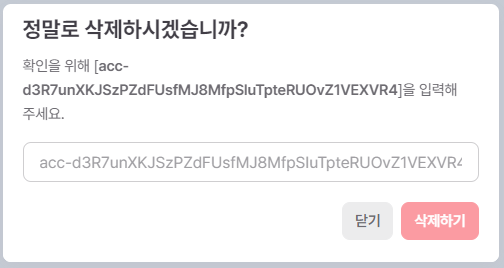 정말로 삭제하시겠습니까?
확인을 위해 [acc-
d3R7unXKJSzPZdFUsfMJ8MfpSluTpteRUOvZ1VEXVR4]을 입력해
주세요.
acc-d3R7unXKJSzPZdFUsfMJ8MfpSluTpteRUOvZ1VEXVR4
닫기
삭제하기